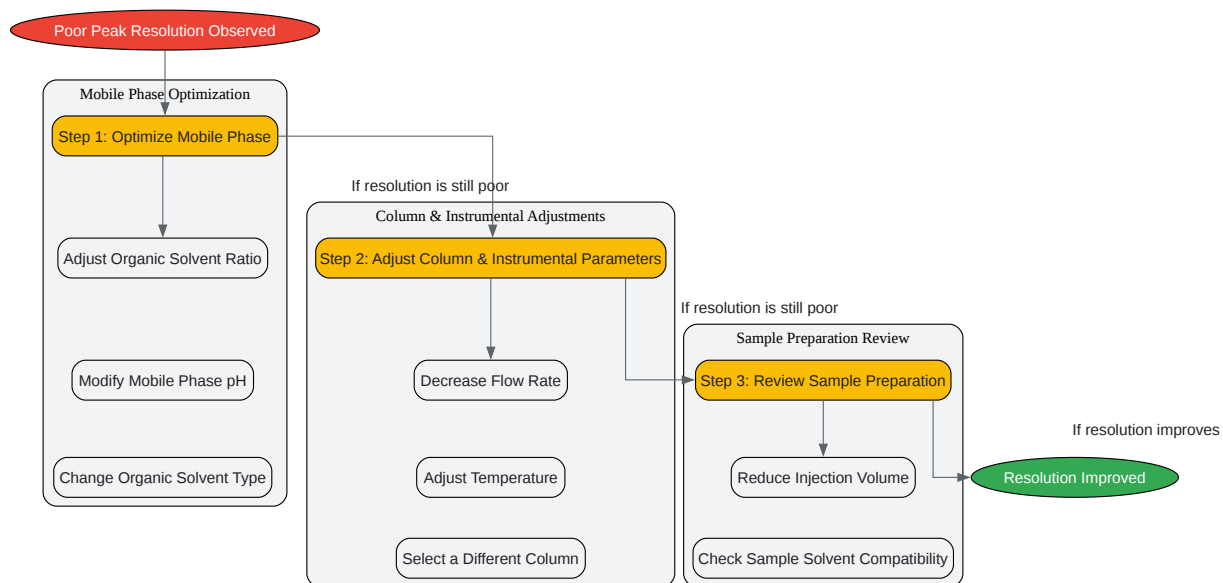 Poor Peak Resolution Observed
Mobile Phase Optimization
Step 1: Optimize Mobile Phase
Adjust Organic Solvent Ratio
Modify Mobile Phase pH
Change Organic Solvent Type
If resolution is still poor
Column & Instrumental Adjustments
Step 2: Adjust Column & Instrumental Parameters
Decrease Flow Rate
Adjust Temperature
Select a Different Column
If resolution is still poor
Sample Preparation Review
Step 3: Review Sample Preparation
Reduce Injection Volume
Check Sample Solvent Compatibility
If resolution improves
Resolution Improved